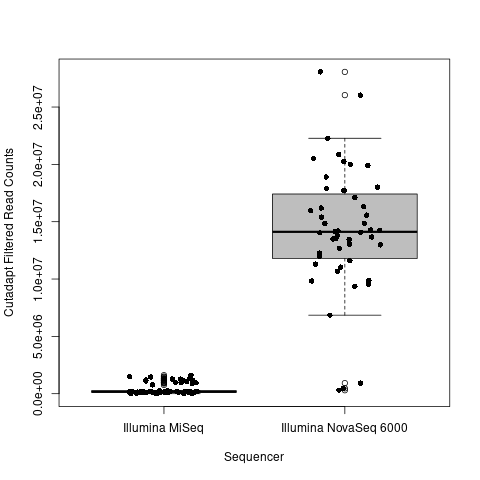 Cutadapt Filtered Read Counts
2.5e+07
2.0e+07
1.5e+07
1.0e+07
5.0e+06
0.0e+00
Illumina MiSeq
Illumina NovaSeq 6000
Sequencer